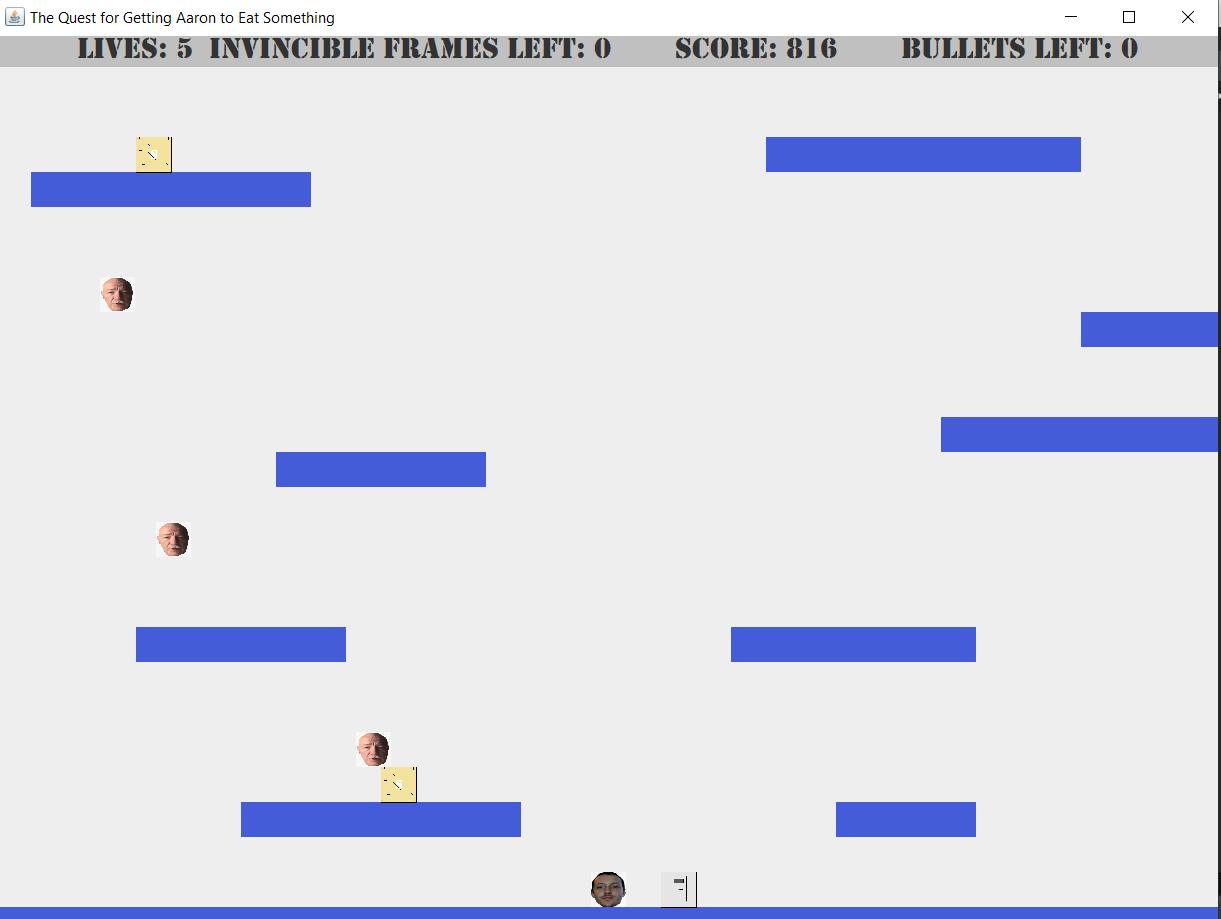 The Quest for Getting Aaron to Eat Something
LIVES: 5 INVINCIBLE FRAMES LEFT: 0 SCORE: 816 BULLETS LEFT: 0